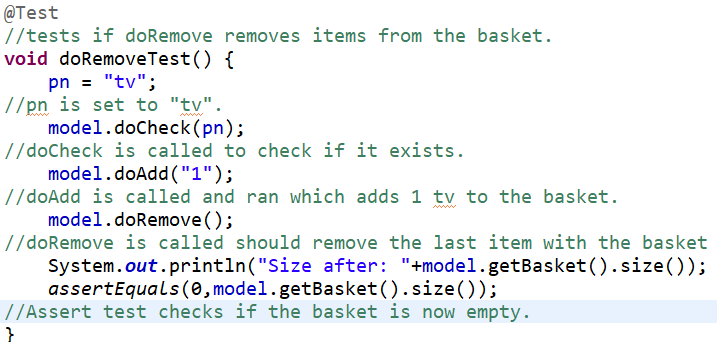 @Test
//tests if doRemove removes items from the basket.
void doRemoveTest() {
    pn = "tv";
//pn is set to "tv".
    model.doCheck(pn);
//doCheck is called to check if it exists.
    model.doAdd("1");
//doAdd is called and ran which adds 1 tv to the basket.
    model.doRemove();
//doRemove is called should remove the last item with the basket
    System.out.println("Size after: "+model.getBasket().size());
    assertEquals(0,model.getBasket().size());
//Assert test checks if the basket is now empty.
}